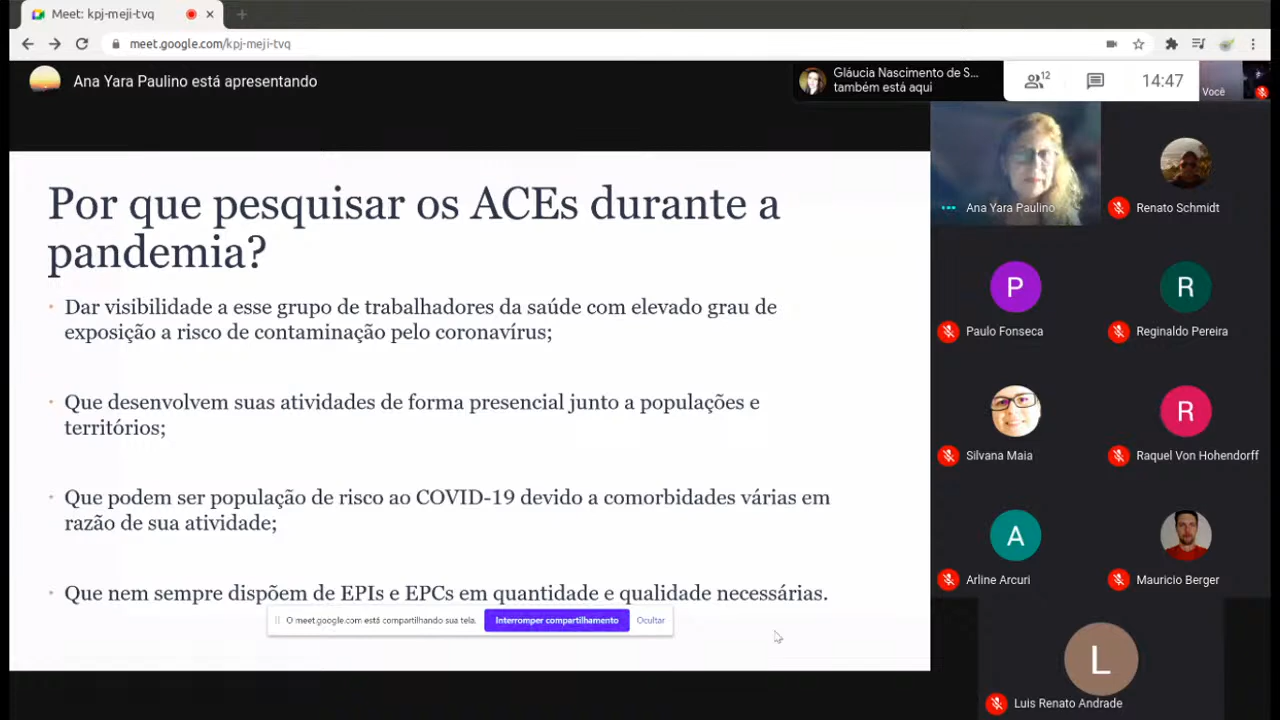 Meet: kpj-meji-tvq
meet.google.com/kpj-meji-tvq
Ana Yara Paulino está apresentando
Gláucia Nascimento de S...
também está aqui
12
14:47
Você
Por que pesquisar os ACEs durante a
pandemia?
Dar visibilidade a esse grupo de trabalhadores da saúde com elevado grau de
exposição a risco de contaminação pelo coronavírus;
Que desenvolvem suas atividades de forma presencial junto a populações e
territórios;
Que podem ser população de risco ao COVID-19 devido a comorbidades várias em
razão de sua atividade;
Que nem sempre dispõem de EPIs e EPCs em quantidade e qualidade necessárias.
O meet.google.com está compartilhando sua tela.
Interromper compartilhamento
Ocultar
Ana Yara Paulino
Renato Schmidt
P
Paulo Fonseca
R
Reginaldo Pereira
Silvana Maia
R
Raquel Von Hohendorff
A
Arline Arcuri
Mauricio Berger
L
Luis Renato Andrade